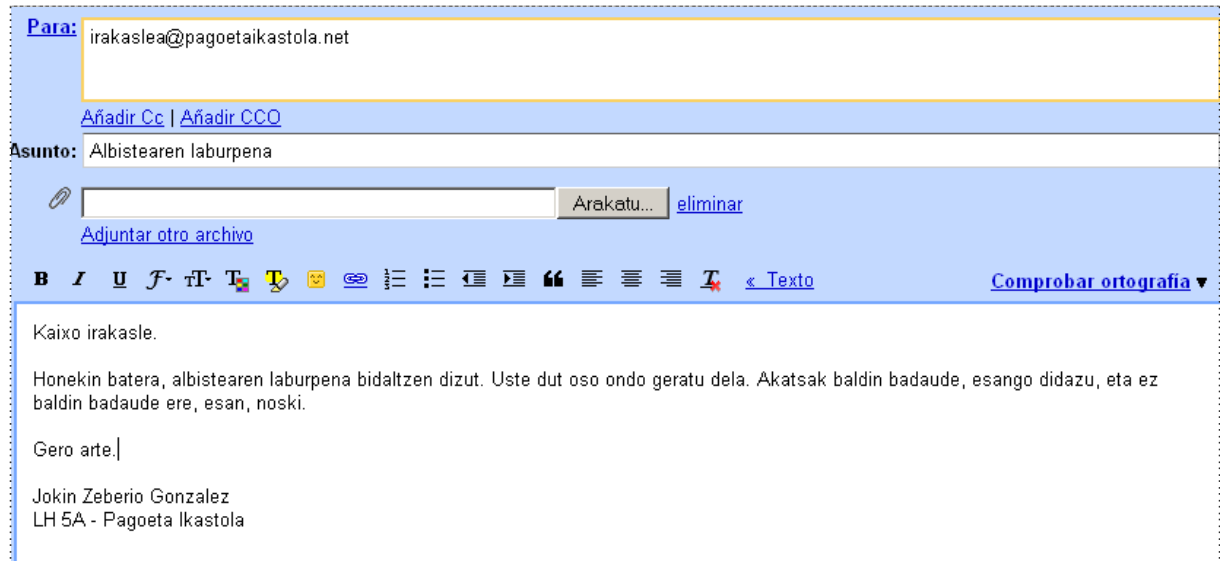 Para: irakaslea@pagoetaikastola.net
Añadir Cc | Añadir CCO
Asunto: Albistearen laburpena
Arakatu... eliminar
Adjuntar otro archivo
B I U F T T T « Texto Comprobar ortografía
Kaixo irakasle.
Honekin batera, albistearen laburpena bidaltzen dizut. Uste dut oso ondo geratu dela. Akatsak baldin badaude, esango didazu, eta ez
baldin badaude ere, esan, noski.
Gero arte.
Jokin Zeberio Gonzalez
LH 5A - Pagoeta Ikastola